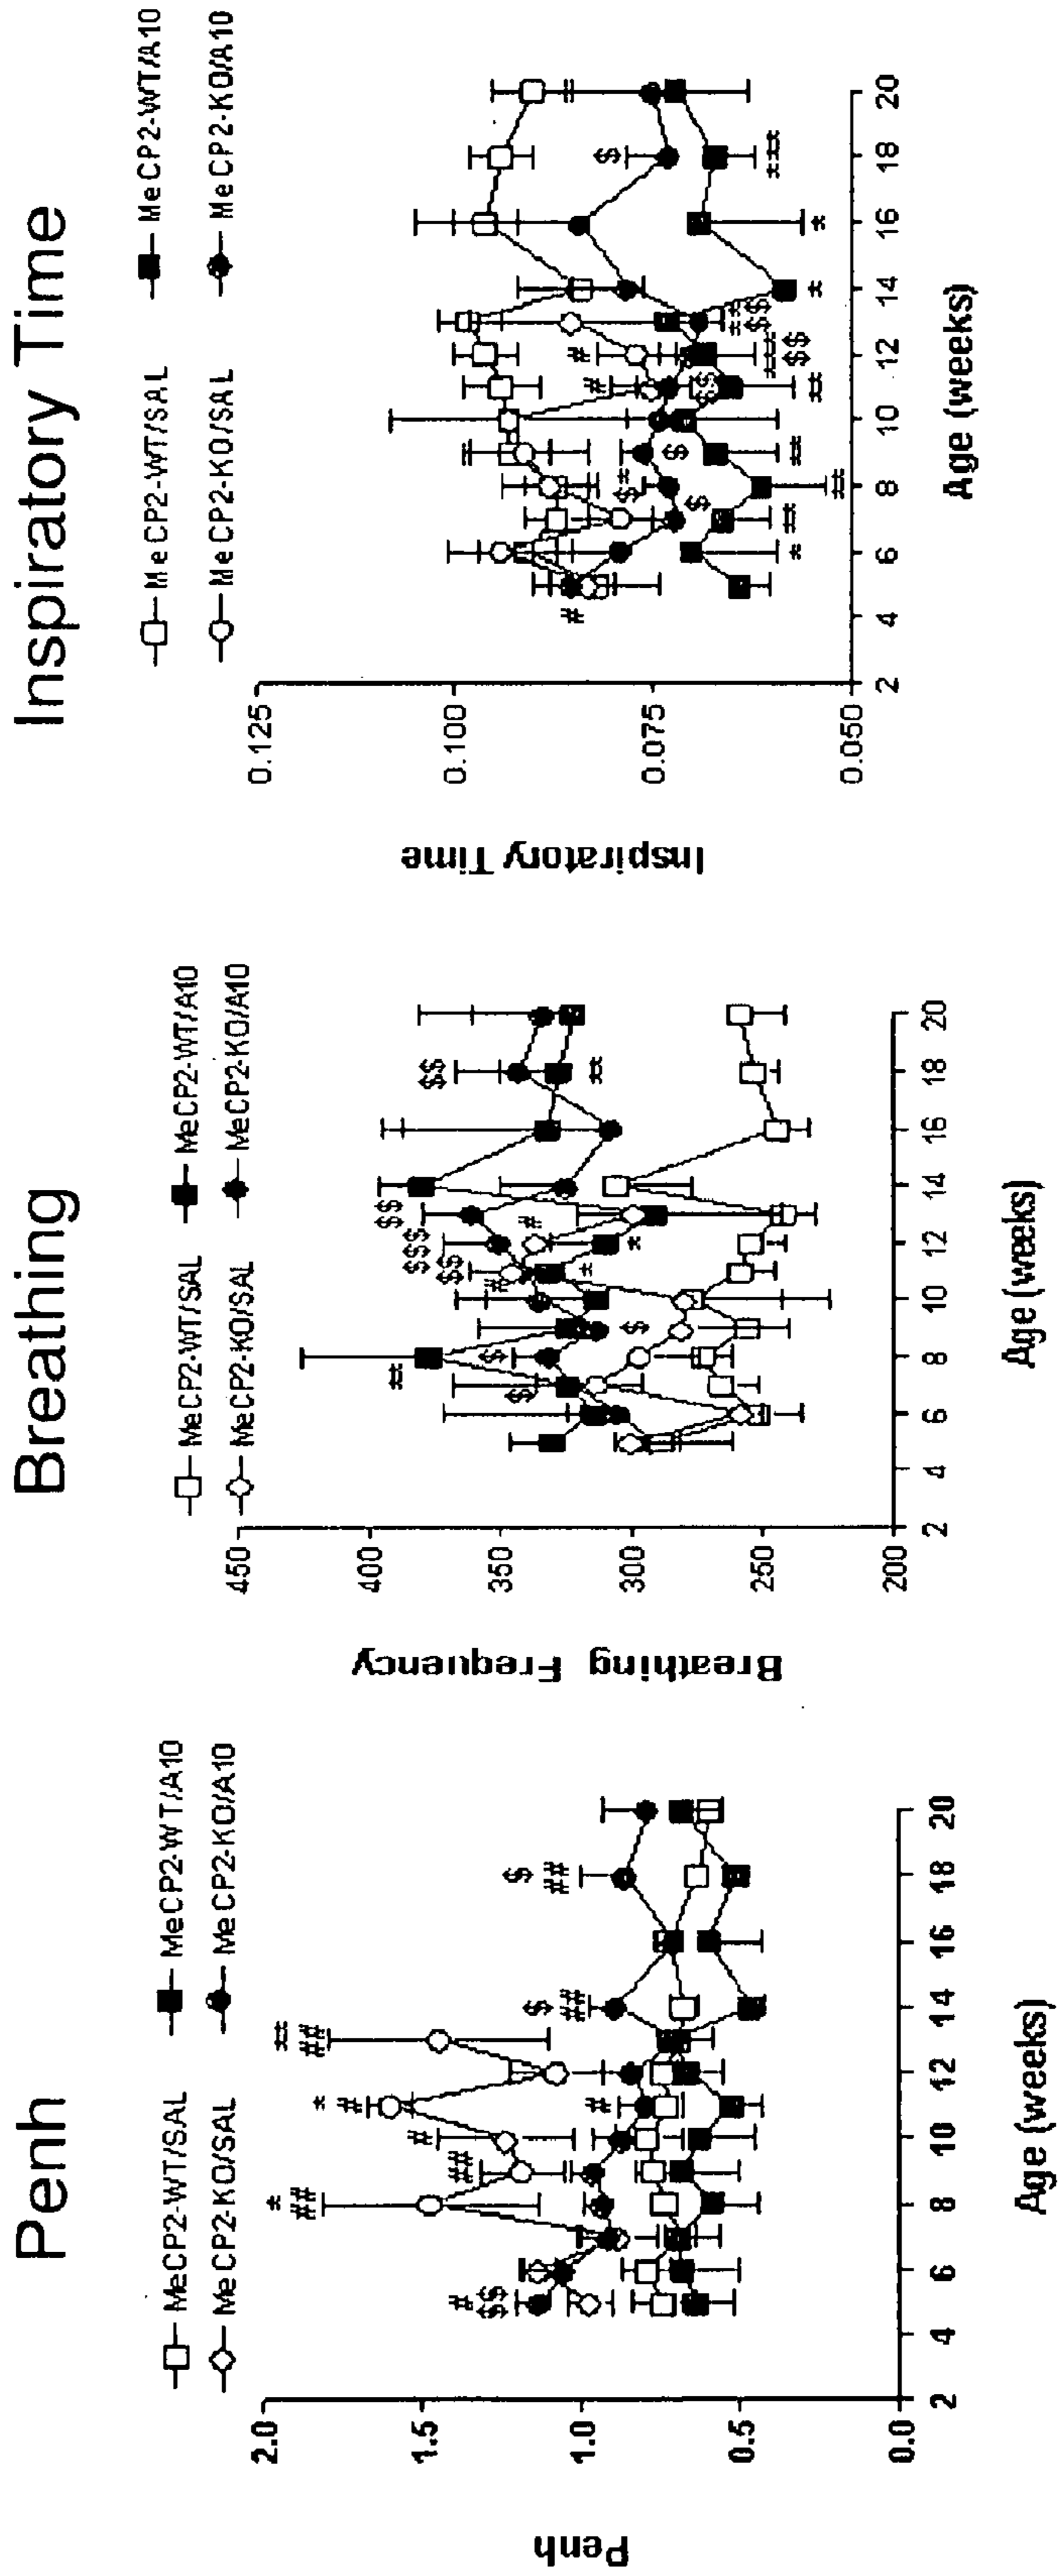 Penh
MeCP2-WT/SAL
MeCP2-WT/A10
MeCP2-KO/SAL
MeCP2-KO/A10
Penh
2.0
1.5
1.0
0.5
0.0
2 4 6 8 10 12 14 16 18 20
Age (weeks)
Breathing
MeCP2-WT/SAL
MeCP2-WT/A10
MeCP2-KO/SAL
MeCP2-KO/A10
Breathing Frequency
450
400
350
300
250
200
2 4 6 8 10 12 14 16 18 20
Age (weeks)
Inspiratory Time
MeCP2-WT/SAL
MeCP2-WT/A10
MeCP2-KO/SAL
MeCP2-KO/A10
Inspiratory Time
0.125
0.100
0.075
0.050
2 4 6 8 10 12 14 16 18 20
Age (weeks)